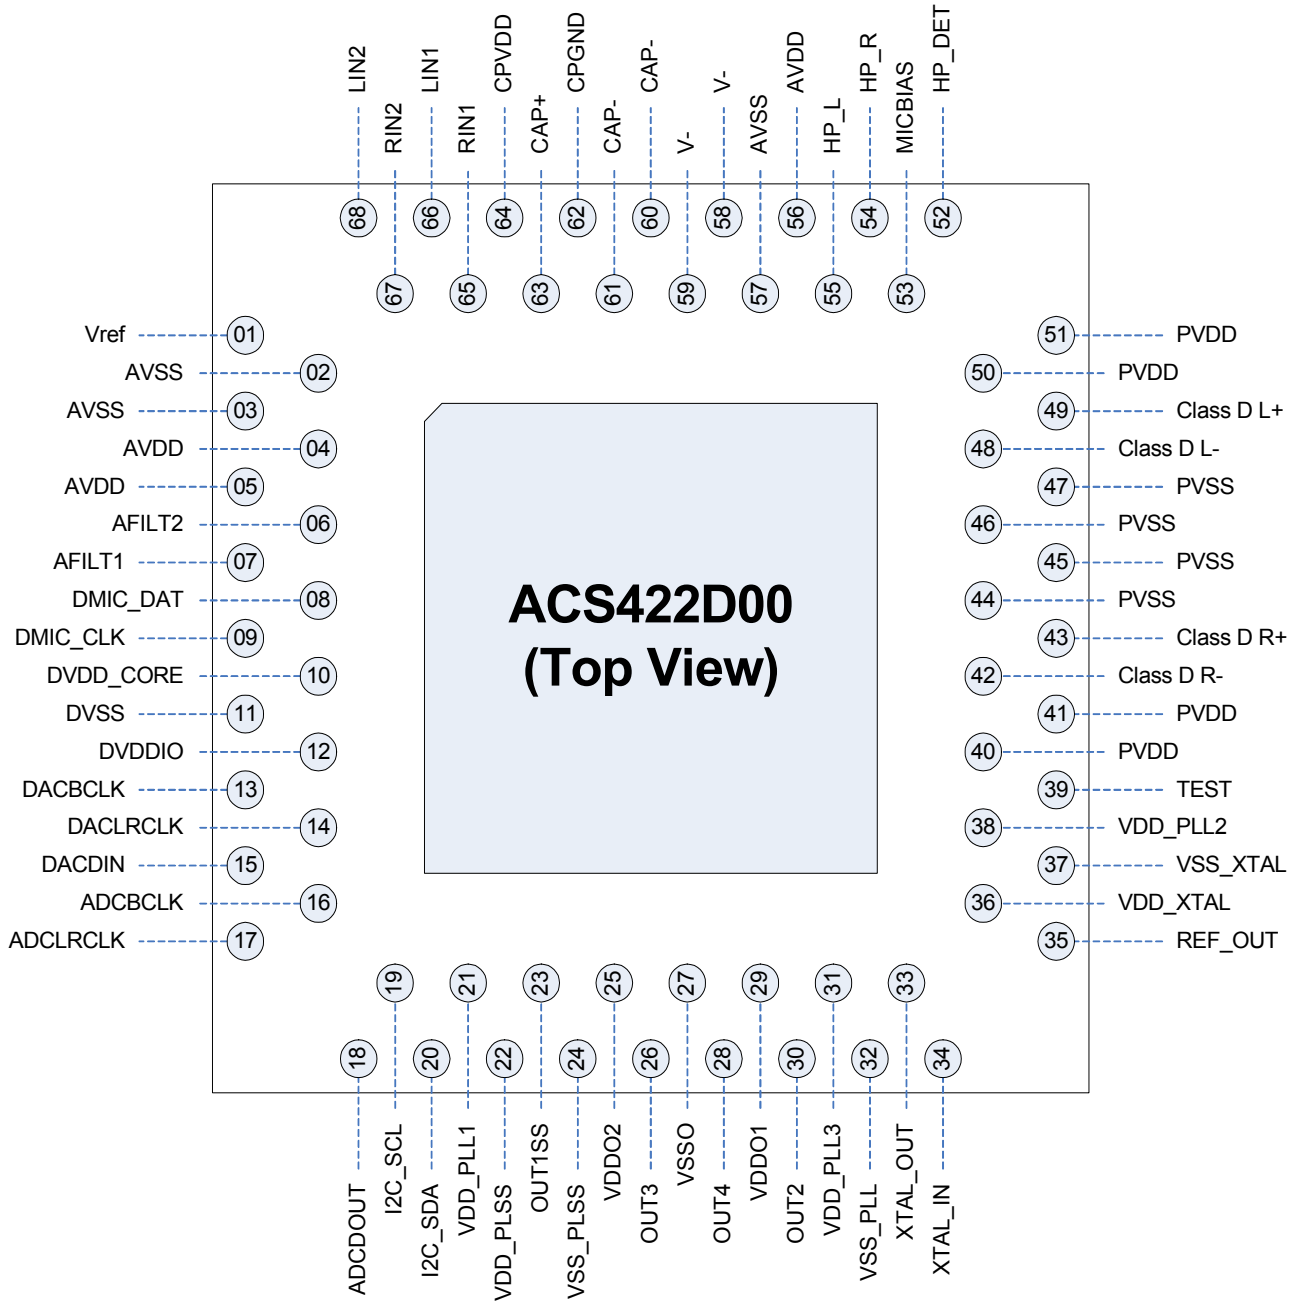 LIN2
RIN2
LIN1
RIN1
CPVDD
CAP+
CPGND
CAP-
CAP-
V-
V-
AVSS
AVDD
HP_L
HP_R
MICBIAS
HP_DET
68
67
66
65
64
63
62
61
60
59
58
57
56
55
54
53
52
Vref 01
AVSS 02
AVSS 03
AVDD 04
AVDD 05
AFILT2 06
AFILT1 07
DMIC_DAT 08
DMIC_CLK 09
DVDD_CORE 10
DVSS 11
DVDDIO 12
DACBCLK 13
DACLRCLK 14
DACDIN 15
ADCBCLK 16
ADCLRCLK 17
ACS422D00
(Top View)
51 PVDD
50 PVDD
49 Class D L+
48 Class D L-
47 PVSS
46 PVSS
45 PVSS
44 PVSS
43 Class D R+
42 Class D R-
41 PVDD
40 PVDD
39 TEST
38 VDD_PLL2
37 VSS_XTAL
36 VDD_XTAL
35 REF_OUT
18
19
20
21
22
23
24
25
26
27
28
29
30
31
32
33
34
ADCDOUT
I2C_SCL
I2C_SDA
VDD_PLL1
VDD_PLSS
OUT1SS
VSS_PLSS
VDDO2
OUT3
VSSO
OUT4
VDDO1
OUT2
VDD_PLL3
VSS_PLL
XTAL_OUT
XTAL_IN